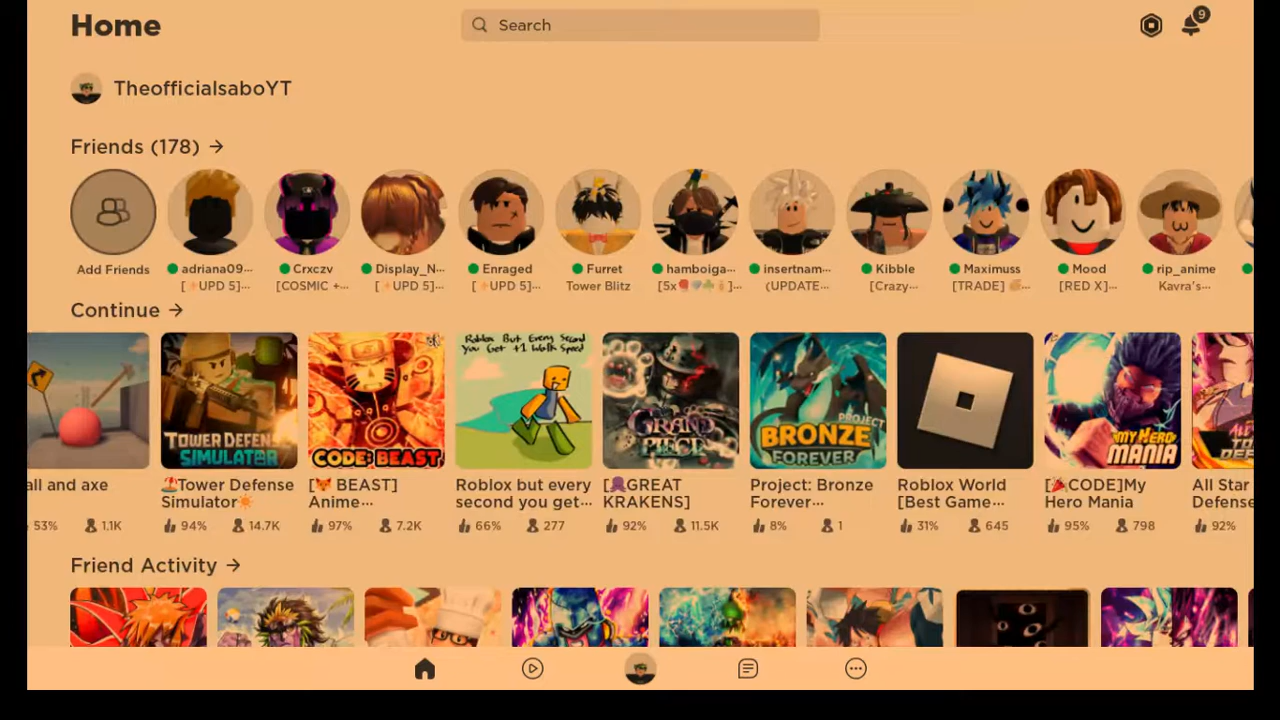 Home
Search
9
TheofficialsaboYT
Friends (178) →
Add Friends
adriana09...
Crxczv
Display_N...
Enraged
Furret
hamboiga...
insertnam...
Kibble
Maximuss
Mood
rip_anime
[⚡UPD 5]...
[COSMIC +...
[⚡UPD 5]...
[⚡UPD 5]...
Tower Blitz
[5x
(UPDATE...
[Crazy...
[TRADE]
[RED X]...
Kavra's...
Continue →
TOWER DEFENSE
SIMULATOR
CODE: BEAST
Roblox But Every Second
You Get +1 Walk Speed
GRAND
PIECE
PROJECT
BRONZE
FOREVER
MY HERO
MANIA
all and axe
Tower Defense
Simulator
[🦊 BEAST]
Anime...
Roblox but every
second you get...
[GREAT
KRAKENS]
Project: Bronze
Forever...
Roblox World
[Best Game...
[CODE]My
Hero Mania
All Star
Defense
53% 1.1K
94% 14.7K
97% 7.2K
66% 277
92% 11.5K
8% 1
31% 645
95% 798
92%
Friend Activity →